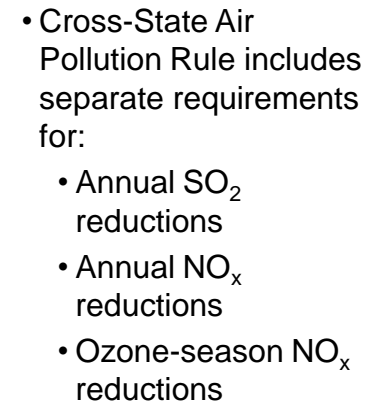 • Cross-State Air
Pollution Rule includes
separate requirements
for:
• Annual SO₂
reductions
• Annual NOₓ
reductions
• Ozone-season NOₓ
reductions